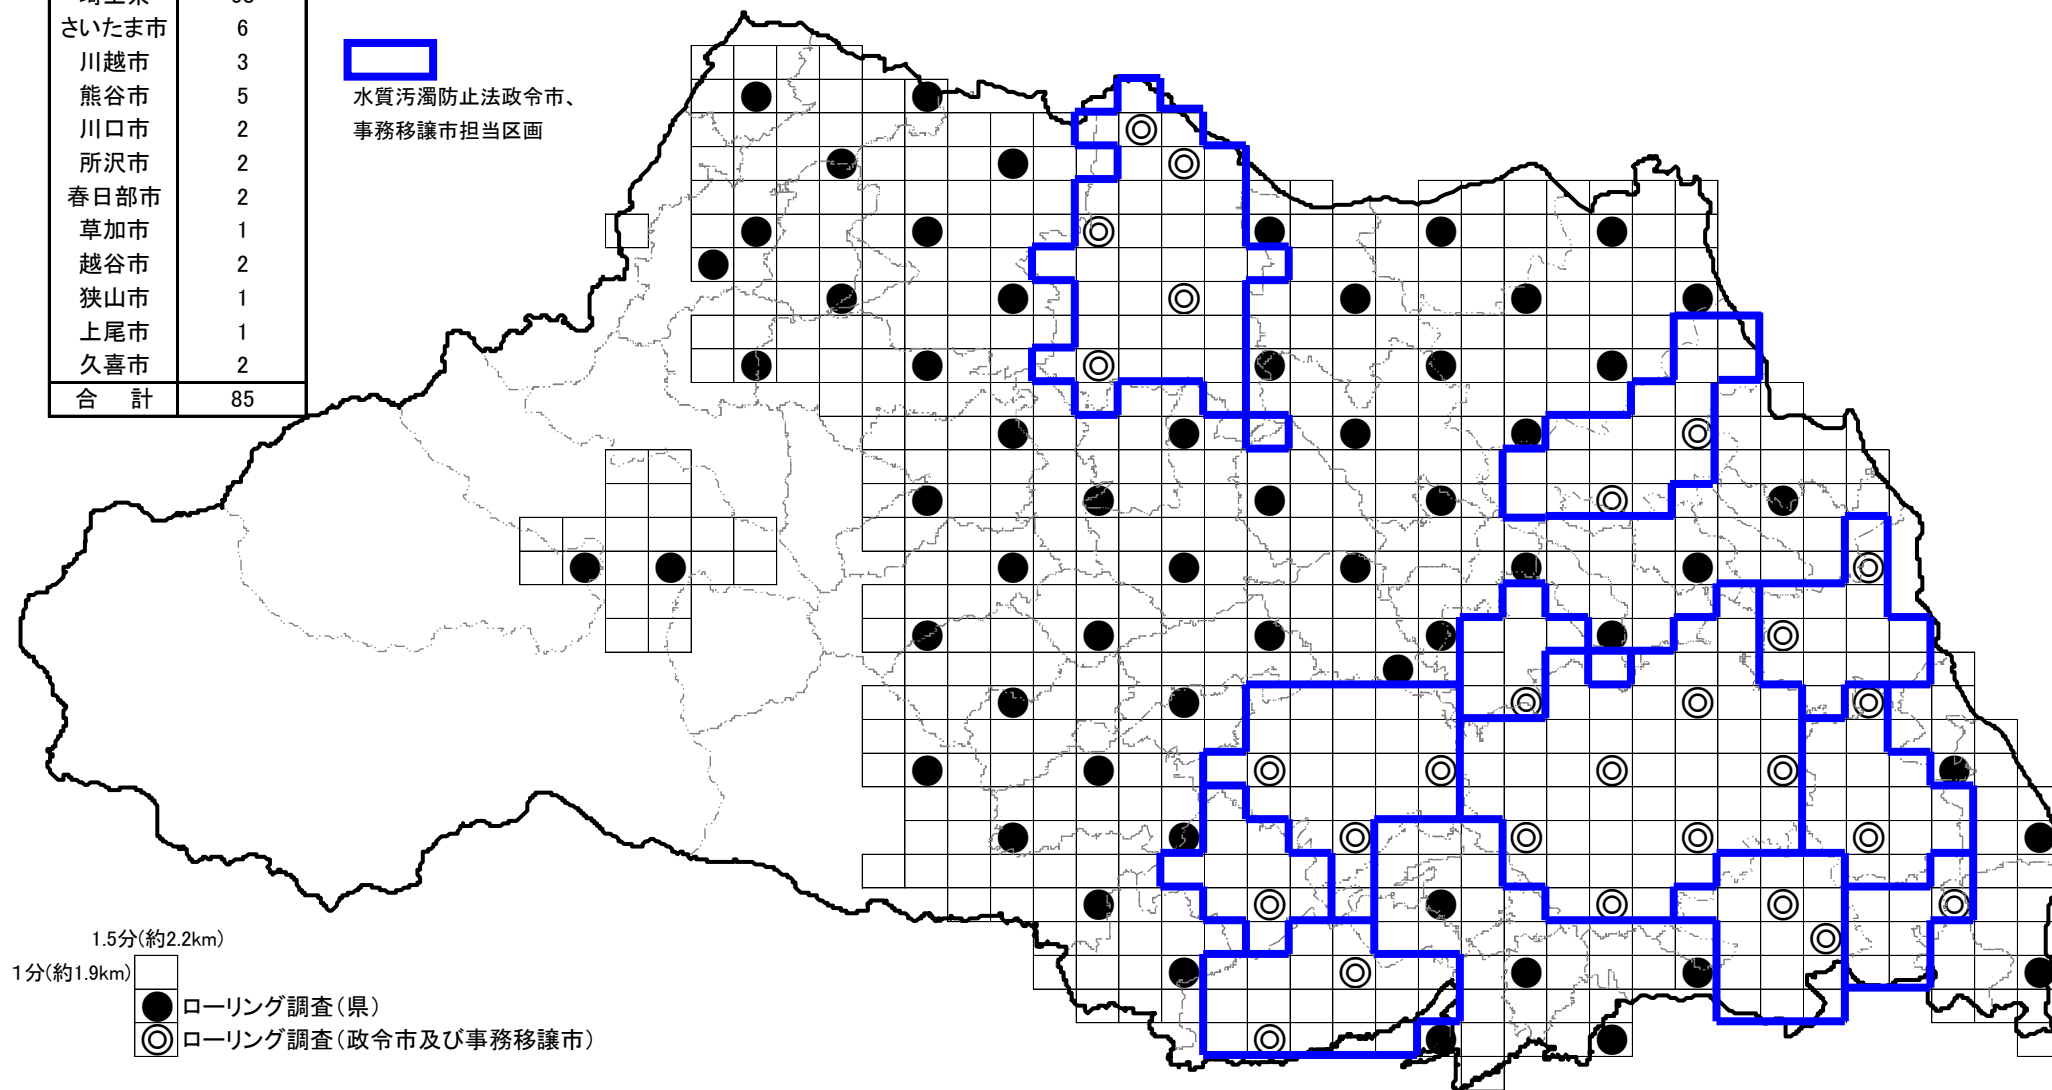 さいたま市 6
川越市 3
熊谷市 5
川口市 2
所沢市 2
春日部市 2
草加市 1
越谷市 2
狭山市 1
上尾市 1
久喜市 2
合 計 85
水質汚濁防止法政令市、
事務移譲市担当区画
1.5分(約2.2km)
1分(約1.9km)
ローリング調査(県)
ローリング調査(政令市及び事務移譲市)